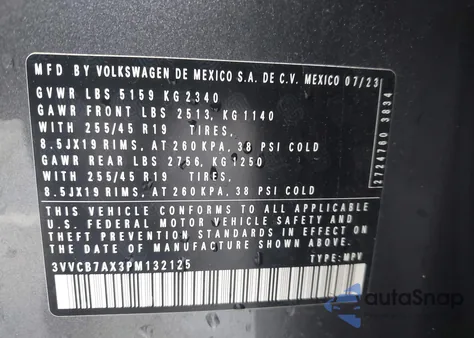 MFD BY VOLKSWAGEN DE MEXICO S.A. DE C.V. MEXICO 07/23
GVWR LBS 5159 KG 2340
GAWR FRONT LBS 2513, KG 1140
WITH 255/45 R19 TIRES,
8.5JX19 RIMS, AT 260 KPA, 38 PSI COLD
GAWR REAR LBS 2756, KG 1250
WITH 255/45 R19 TIRES,
8.5JX19 RIMS, AT 260 KPA, 38 PSI COLD
THIS VEHICLE CONFORMS TO ALL APPLICABLE
U.S. FEDERAL MOTOR VEHICLE SAFETY AND
THEFT PREVENTION STANDARDS IN EFFECT ON
THE DATE OF MANUFACTURE SHOWN ABOVE.
3VVCB7AX3PM132125 TYPE: MPV
2724760 3834
autoSnap